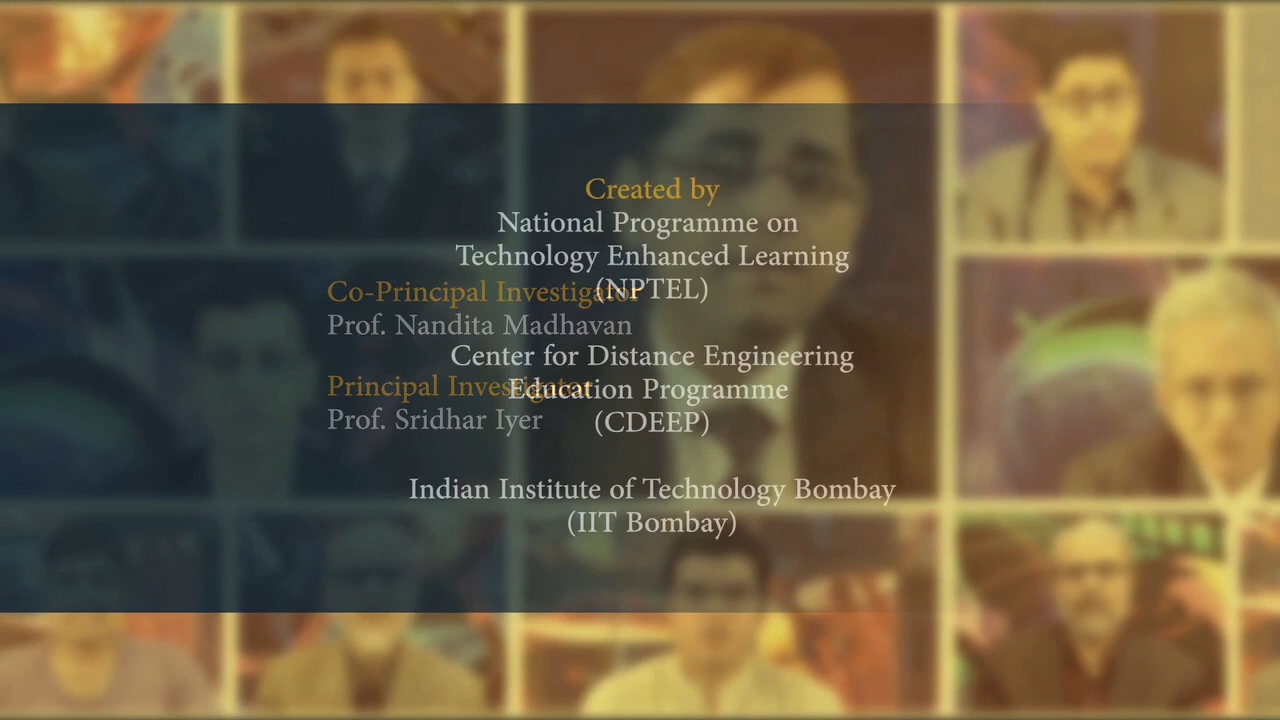 Created by
National Programme on
Technology Enhanced Learning
(NPTEL)
Co-Principal Investigator
Prof. Nandita Madhavan
Center for Distance Engineering
Education Programme
(CDEEP)
Principal Investigator
Prof. Sridhar Iyer
Indian Institute of Technology Bombay
(IIT Bombay)